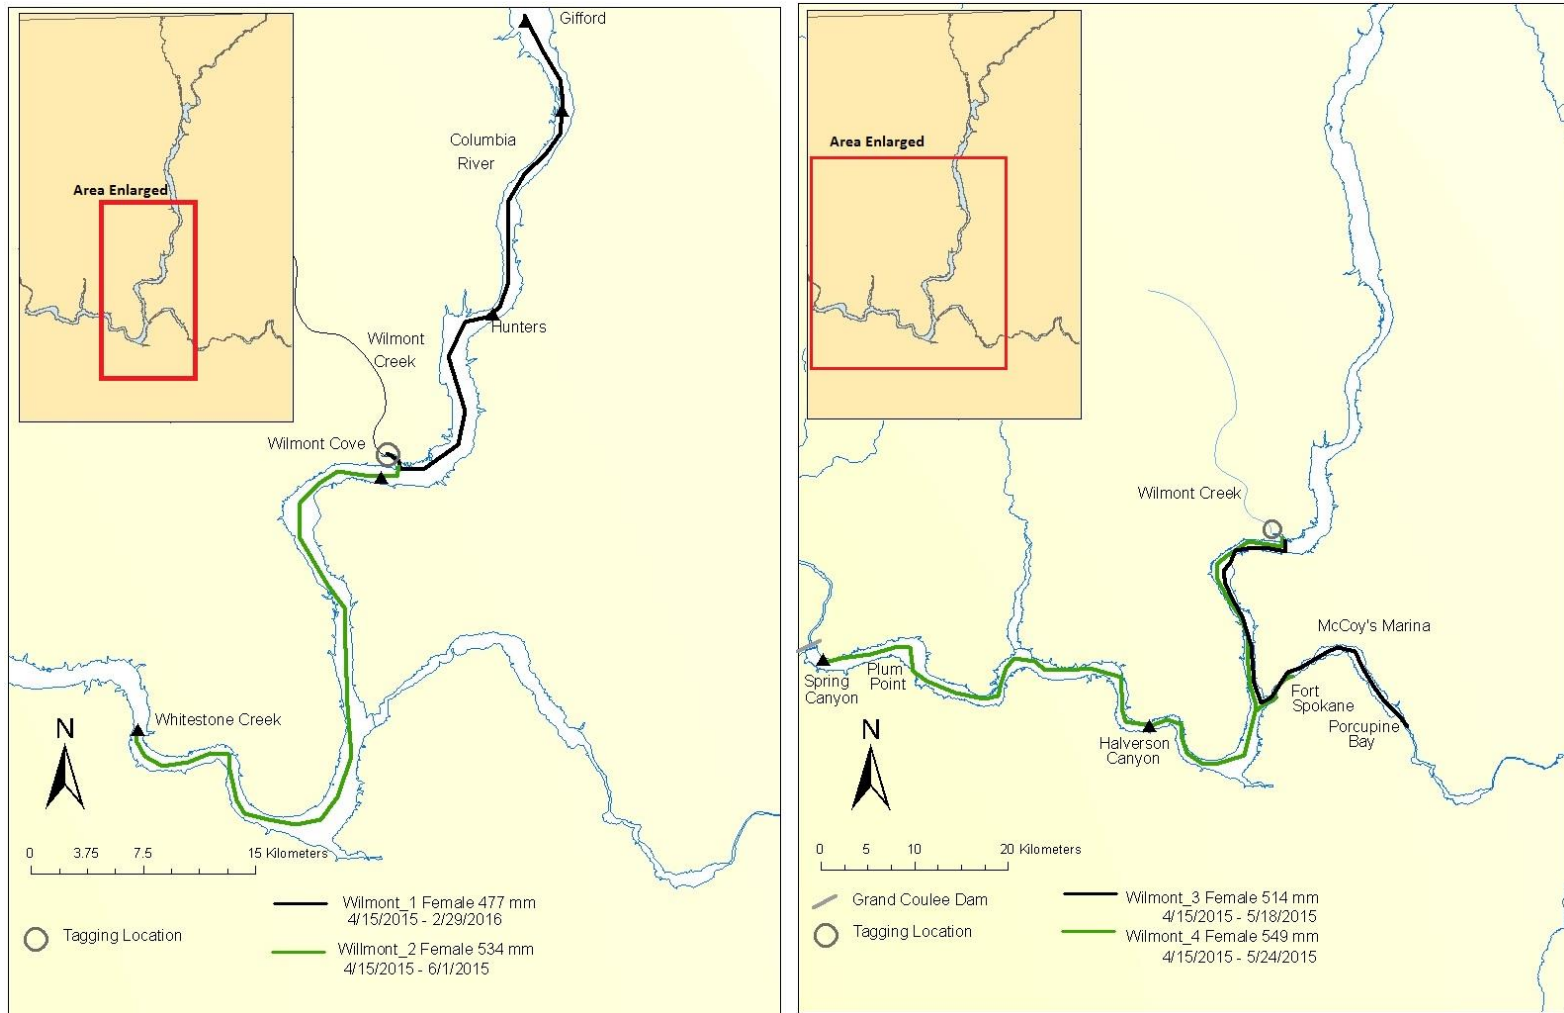 Gifford
Columbia
River
Area Enlarged
Hunters
Wilmont
Creek
Wilmont Cove
Whitestone Creek
N
0 3.75 7.5 15 Kilometers
Wilmont_1 Female 477 mm
4/15/2015 - 2/29/2016
Tagging Location
Willmont_2 Female 534 mm
4/15/2015 - 6/1/2015
Area Enlarged
Wilmont Creek
McCoy's Marina
Plum
Point
Spring
Canyon
Fort
Spokane
Porcupine
Bay
Halverson
Canyon
N
0 5 10 20 Kilometers
Grand Coulee Dam
Tagging Location
Wilmont_3 Female 514 mm
4/15/2015 - 5/18/2015
Wilmont_4 Female 549 mm
4/15/2015 - 5/24/2015